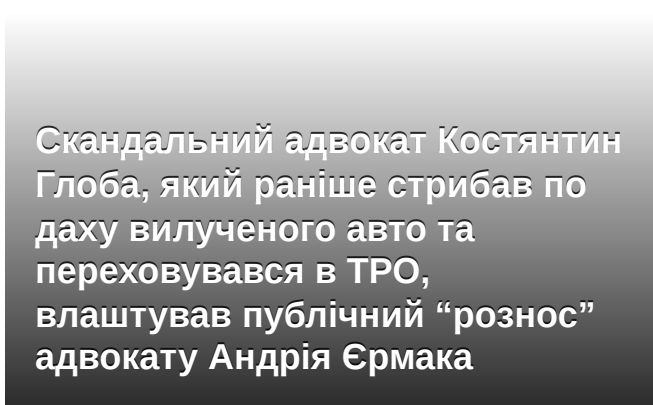 Скандальний адвокат Костянтин
Глоба, який раніше стрибав по
даху вилученого авто та
переховувався в ТРО,
влаштував публічний “рознос”
адвокату Андрія Єрмака